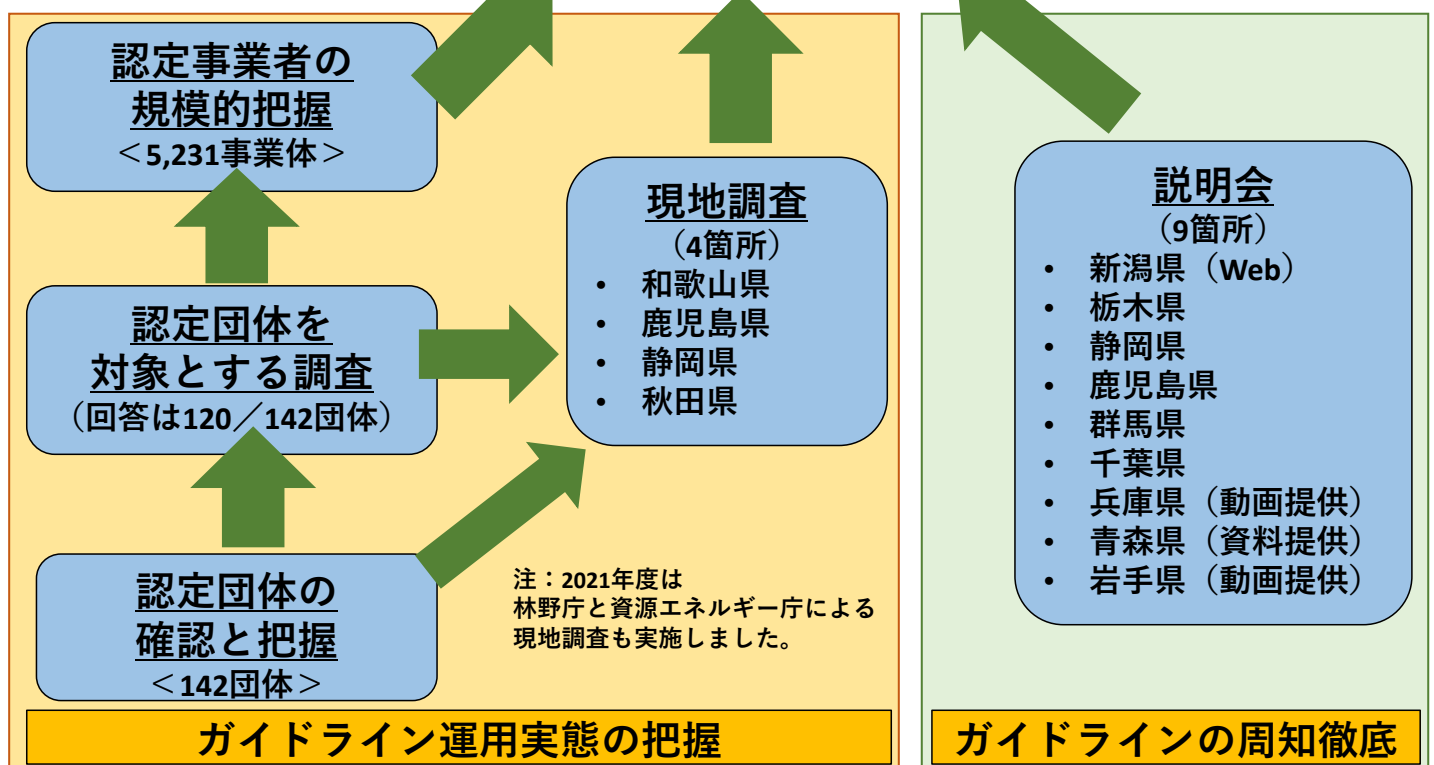 認定事業者の
規模的把握
＜5,231事業体＞
認定団体を
対象とする調査
（回答は120／142団体）
認定団体の
確認と把握
＜142団体＞
現地調査
（4箇所）
• 和歌山県
• 鹿児島県
• 静岡県
• 秋田県
注：2021年度は
林野庁と資源エネルギー庁による
現地調査も実施しました。
ガイドライン運用実態の把握
説明会
（9箇所）
• 新潟県（Web）
• 栃木県
• 静岡県
• 鹿児島県
• 群馬県
• 千葉県
• 兵庫県（動画提供）
• 青森県（資料提供）
• 岩手県（動画提供）
ガイドラインの周知徹底